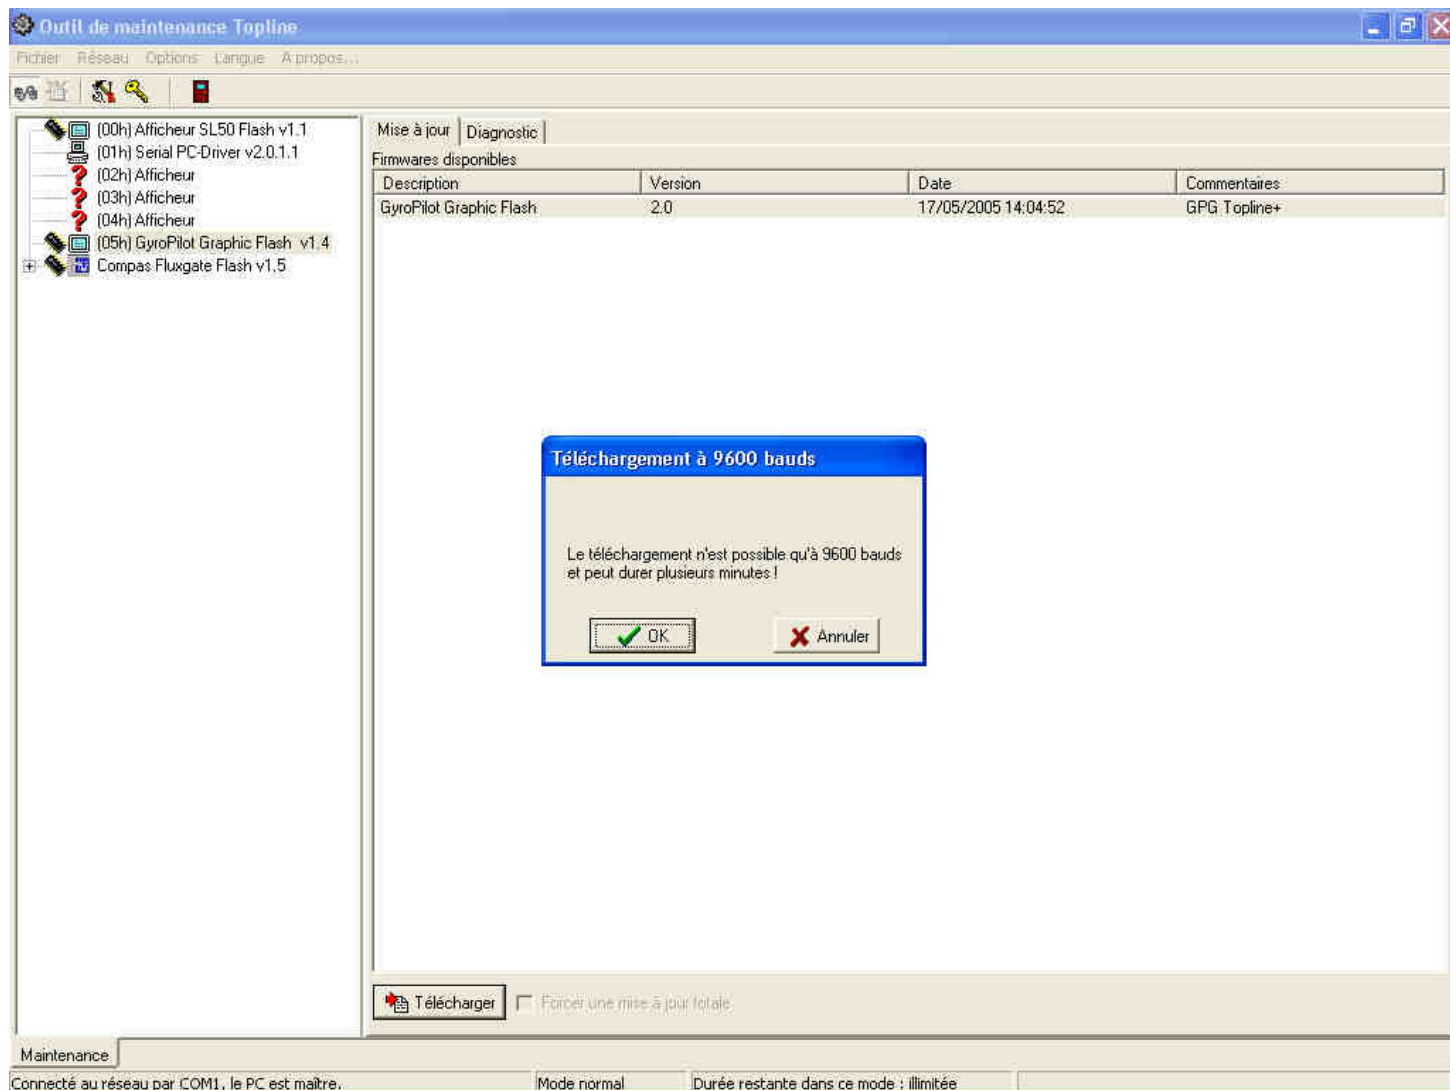 Outil de maintenance Topline
Fichier Réseau Options Langue A propos...
(00h) Afficheur SL50 Flash v1.1
(01h) Serial PC-Driver v2.0.1.1
(02h) Afficheur
(03h) Afficheur
(04h) Afficheur
(05h) GyroPilot Graphic Flash v1.4
Compas Fluxgate Flash v1.5
Mise à jour Diagnostic
Firmwares disponibles
Description Version Date Commentaires
GyroPilot Graphic Flash 2.0 17/05/2005 14:04:52 GPG Topline+
Téléchargement à 9600 bauds
Le téléchargement n'est possible qu'à 9600 bauds
et peut durer plusieurs minutes !
OK Annuler
Télécharger Forcer une mise à jour totale
Maintenance
Connecté au réseau par COM1, le PC est maître. Mode normal Durée restante dans ce mode : illimitée